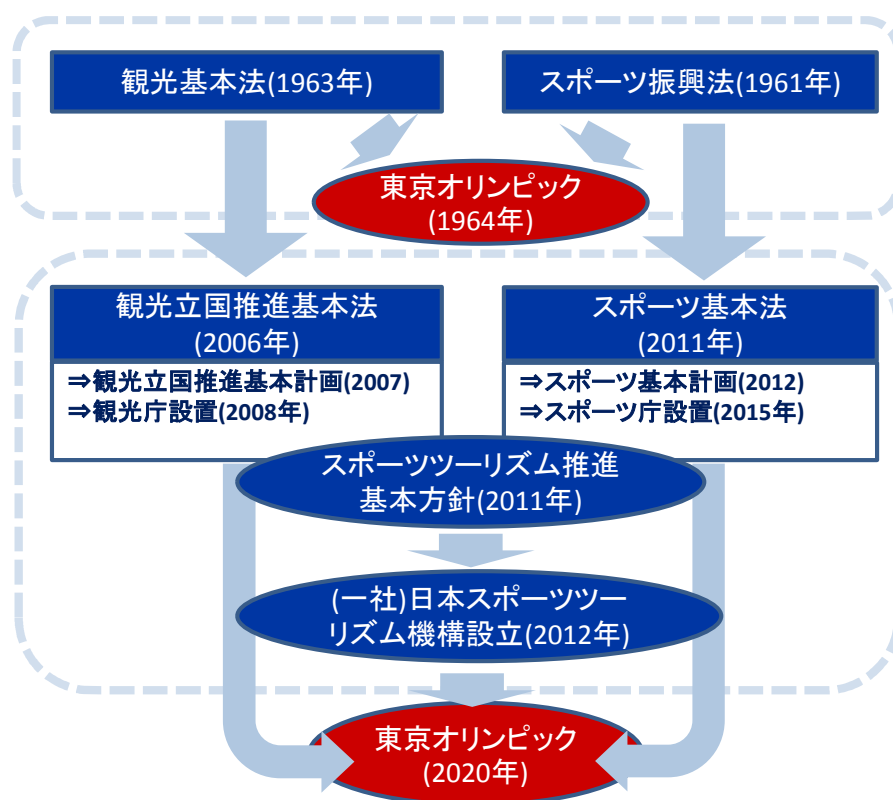 観光基本法(1963年)
スポーツ振興法(1961年)
東京オリンピック
(1964年)
観光立国推進基本法
(2006年)
⇒観光立国推進基本計画(2007)
⇒観光庁設置(2008年)
スポーツ基本法
(2011年)
⇒スポーツ基本計画(2012)
⇒スポーツ庁設置(2015年)
スポーツツーリズム推進
基本方針(2011年)
(一社)日本スポーツツー
リズム機構設立(2012年)
東京オリンピック
(2020年)